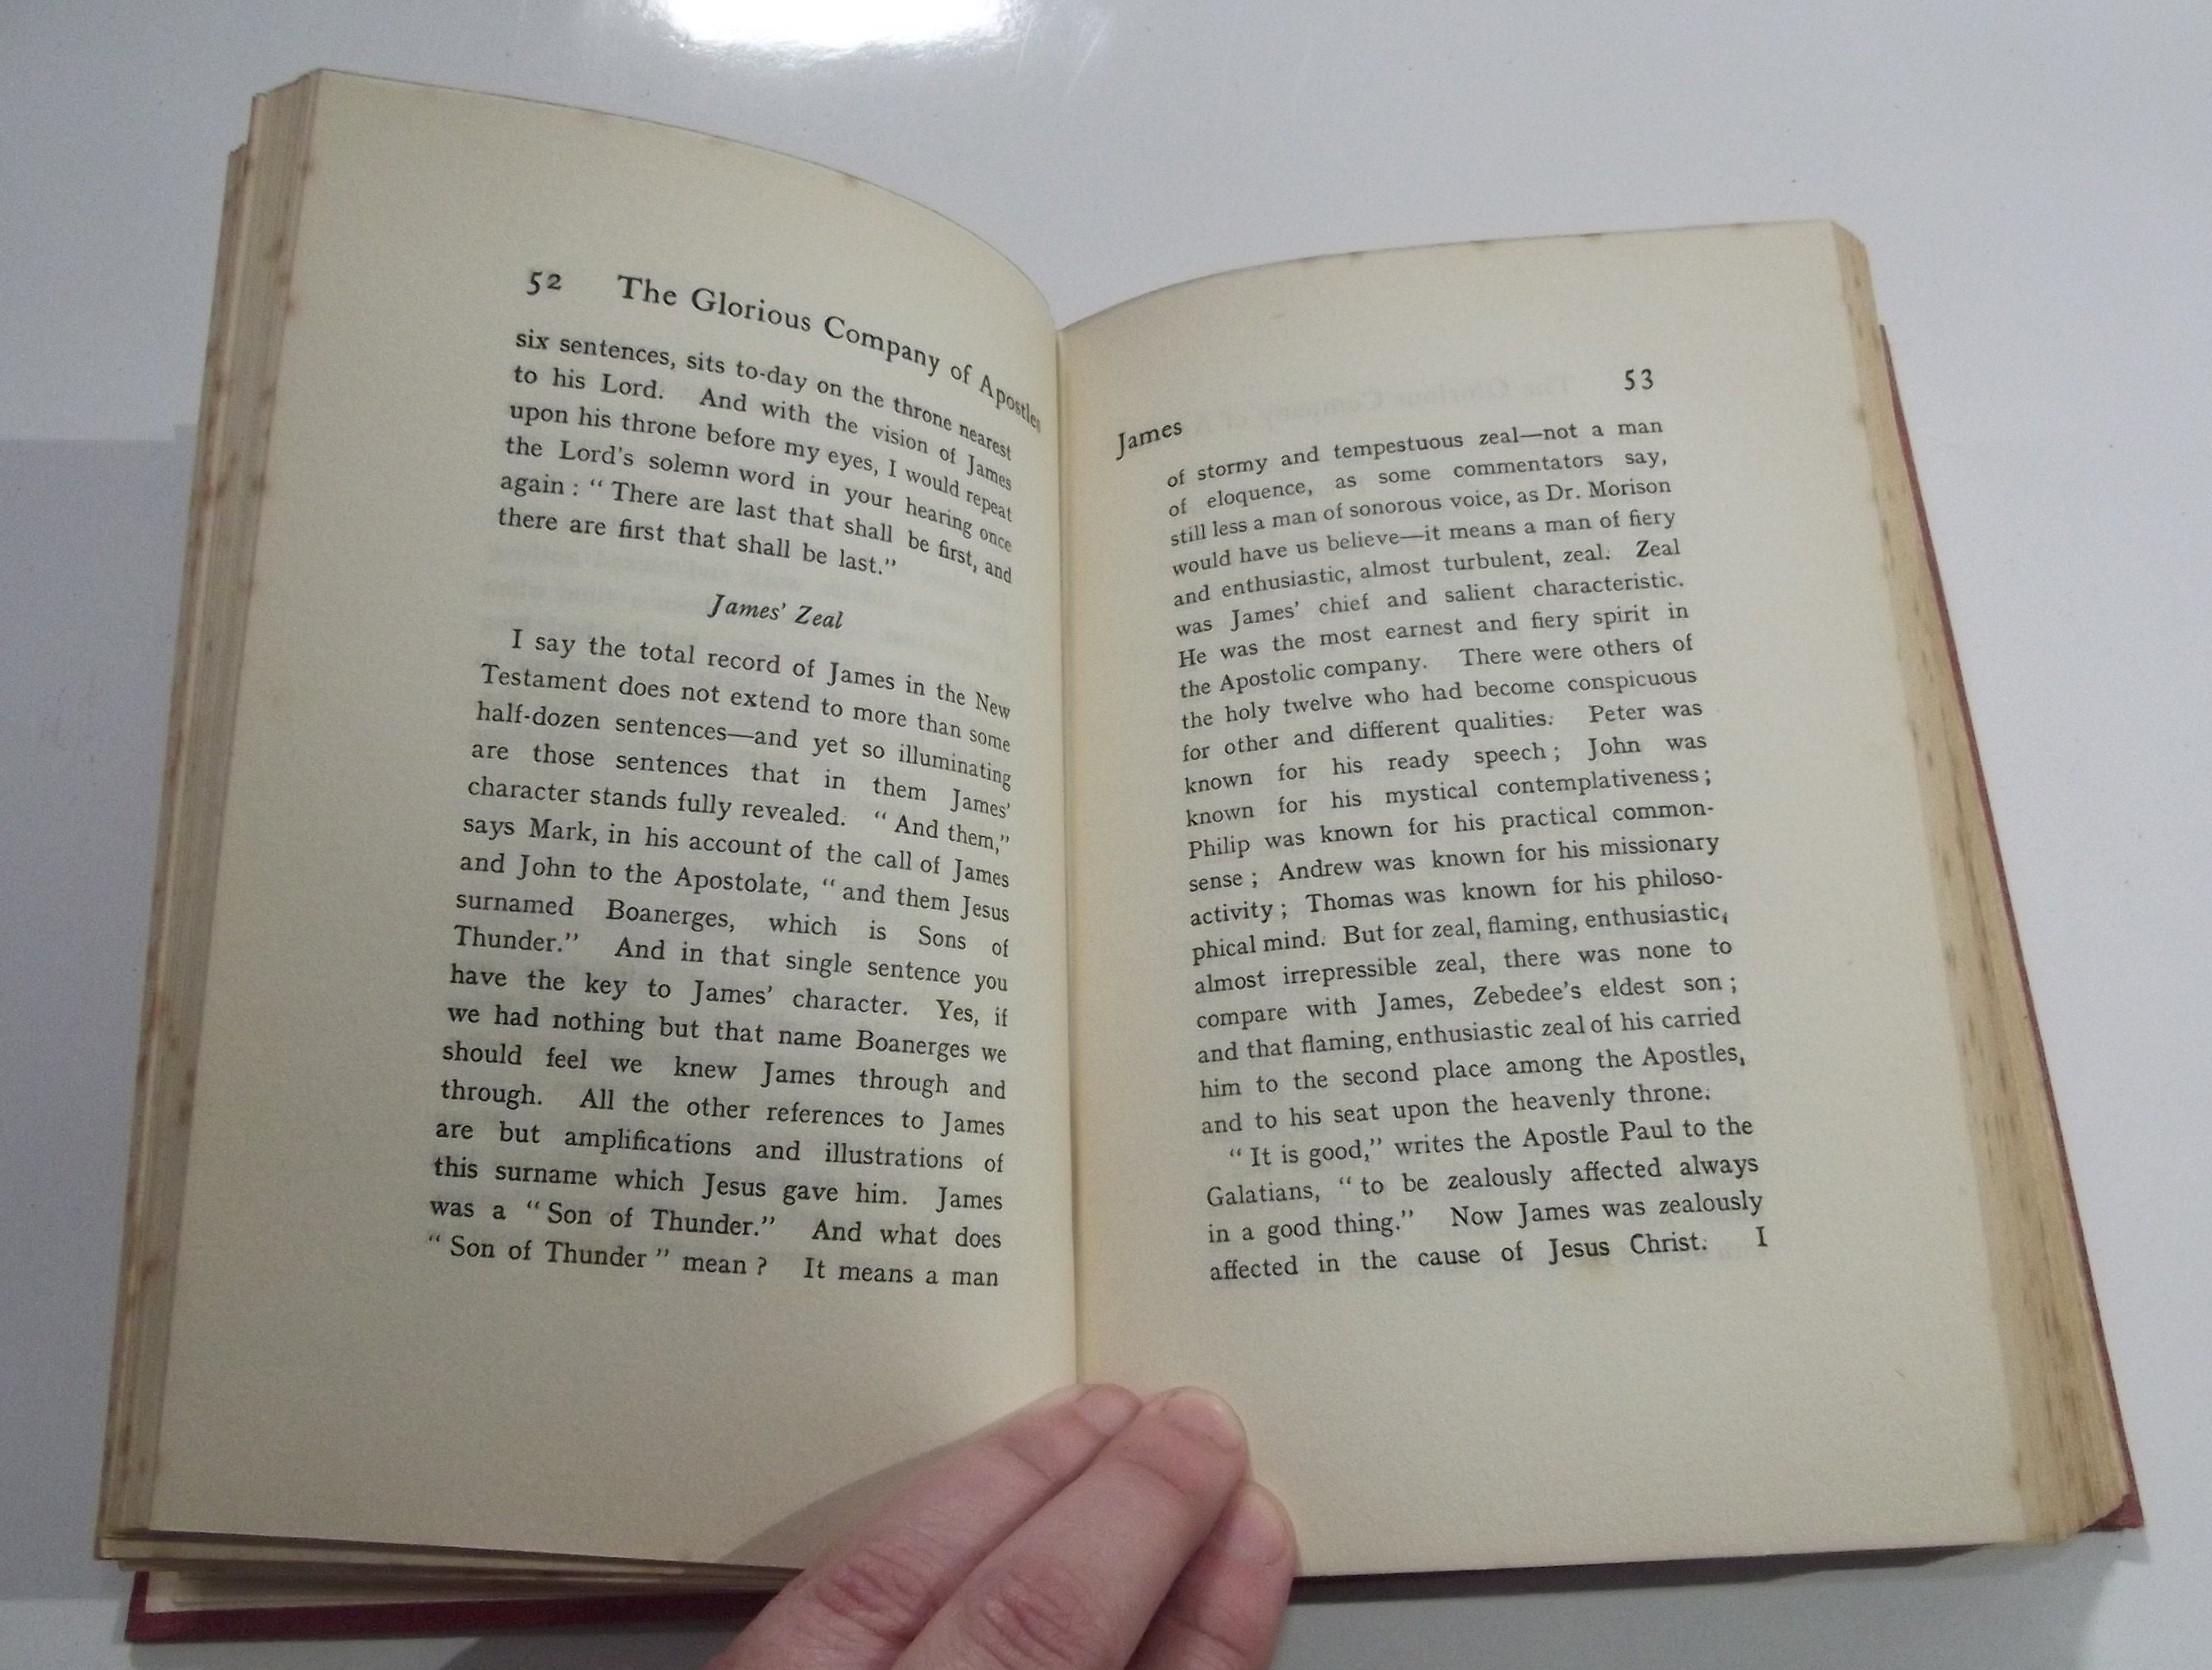 52 The Glorious Company of Apostles
six sentences, sits to-day on the throne nearest
to his Lord. And with the vision of James
upon his throne before my eyes, I would repeat
the Lord's solemn word in your hearing once
again : “ There are last that shall be first, and
there are first that shall be last.”
James' Zeal
I say the total record of James in the New
Testament does not extend to more than some
half-dozen sentences—and yet so illuminating
are those sentences that in them James'
character stands fully revealed. “ And them,”
says Mark, in his account of the call of James
and John to the Apostolate, “ and them Jesus
surnamed Boanerges, which is Sons of
Thunder.” And in that single sentence you
have the key to James' character. Yes, if
we had nothing but that name Boanerges we
should feel we knew James through and
through. All the other references to James
are but amplifications and illustrations of
this surname which Jesus gave him. James
was a “ Son of Thunder.” And what does
“ Son of Thunder ” mean ? It means a man
James 53
of stormy and tempestuous zeal—not a man
of eloquence, as some commentators say,
still less a man of sonorous voice, as Dr. Morison
would have us believe—it means a man of fiery
and enthusiastic, almost turbulent, zeal. Zeal
was James' chief and salient characteristic.
He was the most earnest and fiery spirit in
the Apostolic company. There were others of
the holy twelve who had become conspicuous
for other and different qualities. Peter was
known for his ready speech ; John was
known for his mystical contemplativeness ;
Philip was known for his practical common-
sense ; Andrew was known for his missionary
activity ; Thomas was known for his philoso-
phical mind. But for zeal, flaming, enthusiastic,
almost irrepressible zeal, there was none to
compare with James, Zebedee's eldest son ;
and that flaming, enthusiastic zeal of his carried
him to the second place among the Apostles,
and to his seat upon the heavenly throne.
“ It is good,” writes the Apostle Paul to the
Galatians, “ to be zealously affected always
in a good thing.” Now James was zealously
affected in the cause of Jesus Christ. I